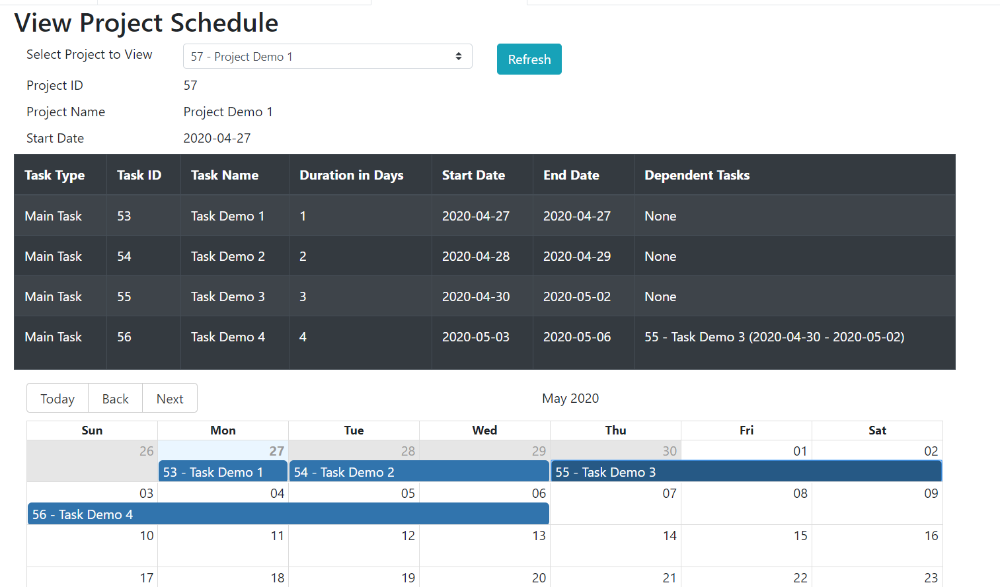 View Project Schedule
Select Project to View 57 - Project Demo 1 Refresh
Project ID 57
Project Name Project Demo 1
Start Date 2020-04-27
Task Type Task ID Task Name Duration in Days Start Date End Date Dependent Tasks
Main Task 53 Task Demo 1 1 2020-04-27 2020-04-27 None
Main Task 54 Task Demo 2 2 2020-04-28 2020-04-29 None
Main Task 55 Task Demo 3 3 2020-04-30 2020-05-02 None
Main Task 56 Task Demo 4 4 2020-05-03 2020-05-06 55 - Task Demo 3 (2020-04-30 - 2020-05-02)
Today Back Next May 2020
Sun Mon Tue Wed Thu Fri Sat
26 27 28 29 30 01 02
53 - Task Demo 1 54 - Task Demo 2 55 - Task Demo 3
03 04 05 06 07 08 09
56 - Task Demo 4
10 11 12 13 14 15 16
17 18 19 20 21 22 23